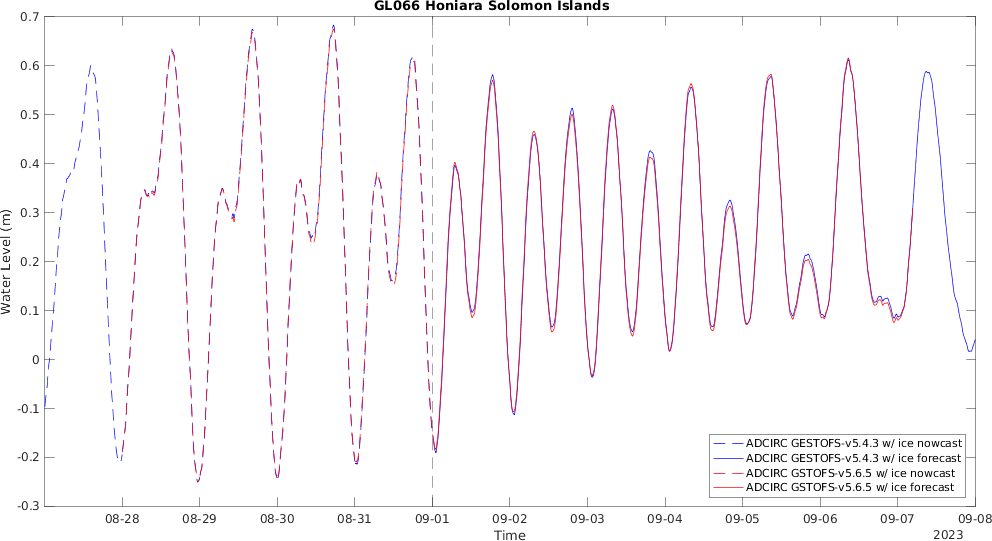 GL066 Honiara Solomon Islands
0.7
0.6
0.5
0.4
0.3
0.2
0.1
0
-0.1
-0.2
-0.3
Water Level (m)
ADCIRC GESTOFS-v5.4.3 w/ ice nowcast
ADCIRC GESTOFS-v5.4.3 w/ ice forecast
ADCIRC GSTOFS-v5.6.5 w/ ice nowcast
ADCIRC GSTOFS-v5.6.5 w/ ice forecast
08-28 08-29 08-30 08-31 09-01 09-02 09-03 09-04 09-05 09-06 09-07 09-08
Time
2023